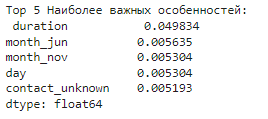 Top 5 Наиболее важных особенностей:
 duration           0.049834
month_jun          0.005635
month_nov          0.005304
day                0.005304
contact_unknown    0.005193
dtype: float64